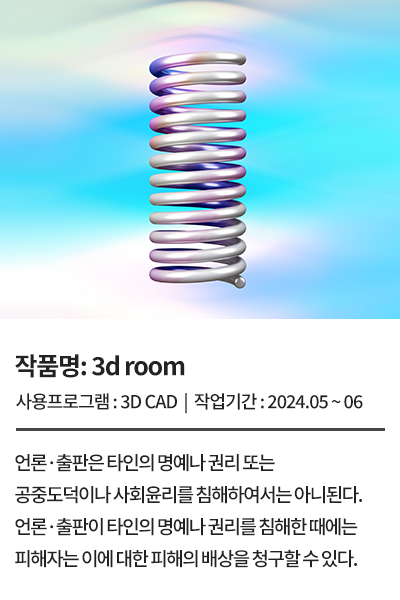 작품명: 3d room
사용프로그램 : 3D CAD | 작업기간 : 2024.05 ~ 06
언론·출판은 타인의 명예나 권리 또는
공중도덕이나 사회윤리를 침해하여서는 아니된다.
언론·출판이 타인의 명예나 권리를 침해한 때에는
피해자는 이에 대한 피해의 배상을 청구할 수 있다.